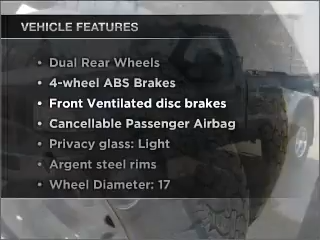 VEHICLE FEATURES
• Dual Rear Wheels
• 4-wheel ABS Brakes
• Front Ventilated disc brakes
• Cancellable Passenger Airbag
• Privacy glass: Light
• Argent steel rims
• Wheel Diameter: 17